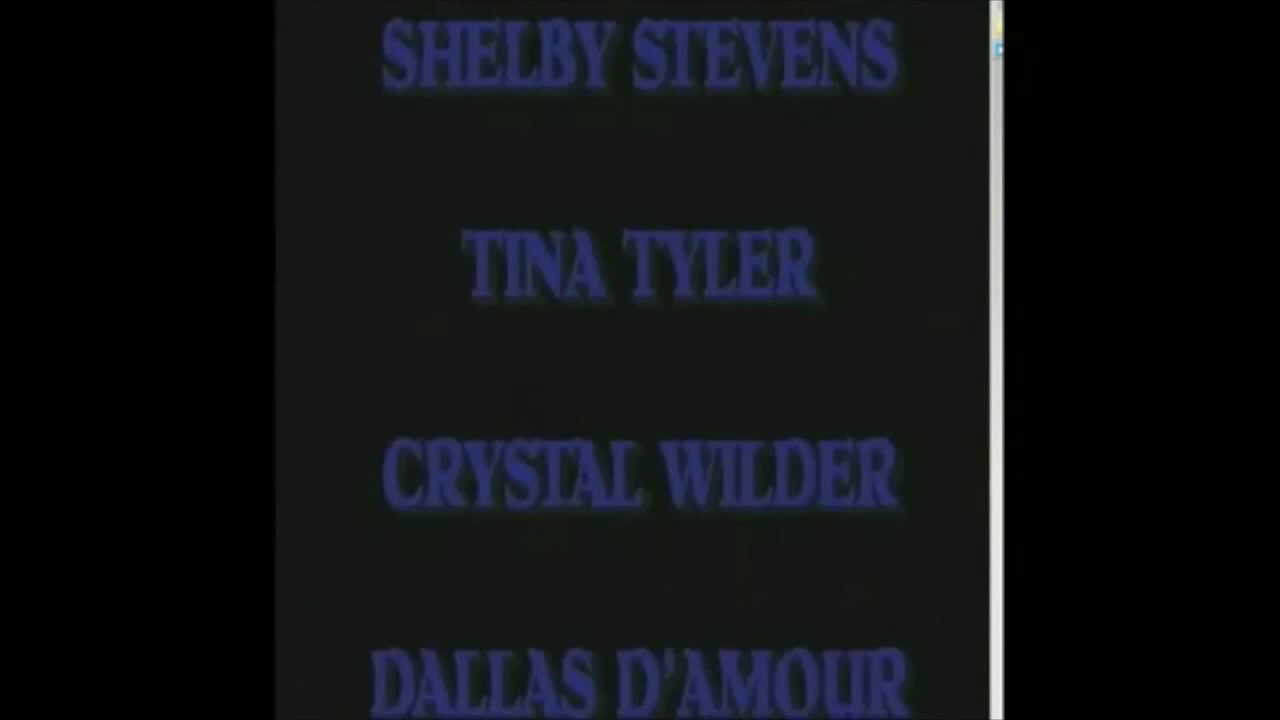 SHELBY STEVENS
TINA TYLER
CRYSTAL WILDER
DALLAS D'AMOUR